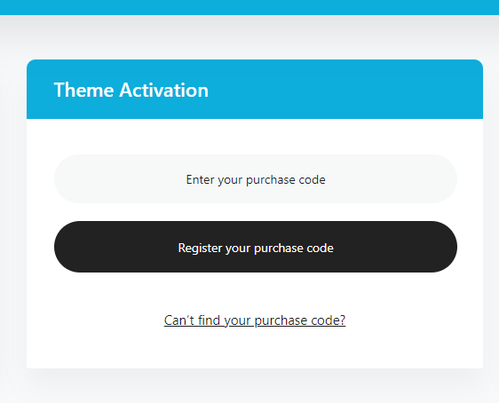 Theme Activation
Enter your purchase code
Register your purchase code
Can't find your purchase code?